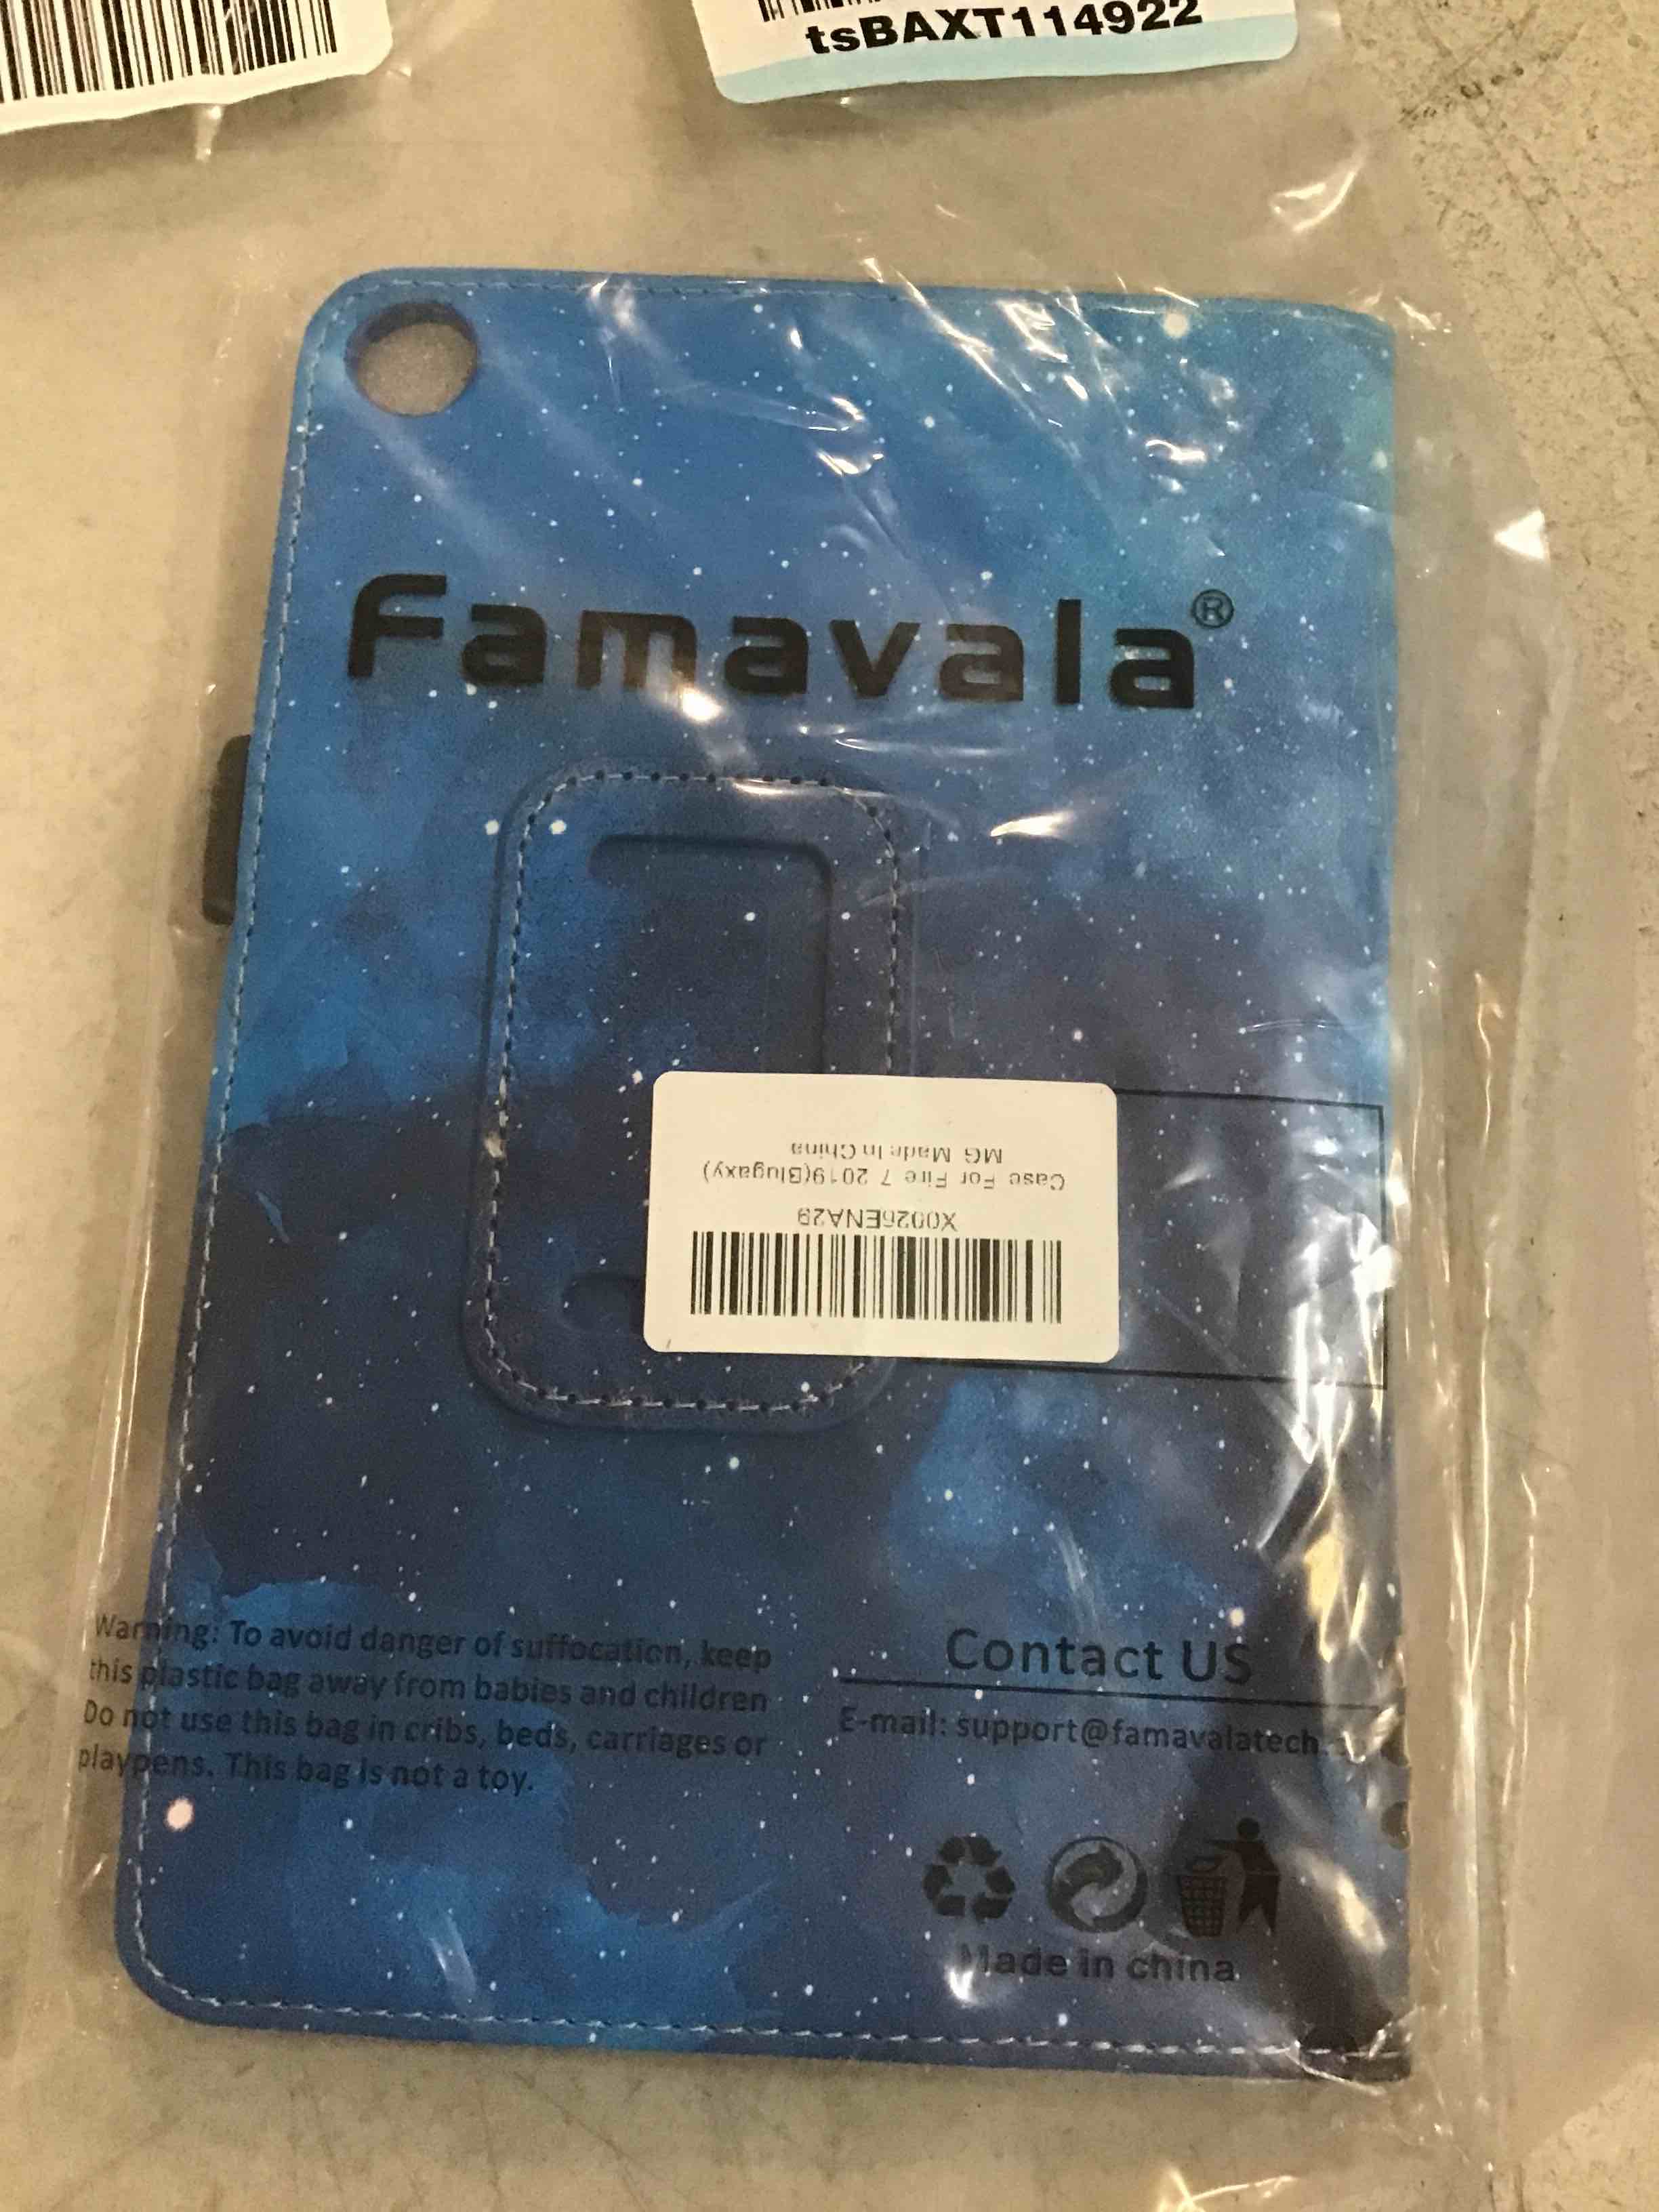 tsBAXT114922
Famavala®
X0026ENA29
Case For Fire 7 2019(Blugaxy)
MG Made In China
Warning: To avoid danger of suffocation, keep
this plastic bag away from babies and children
Do not use this bag in cribs, beds, carriages or
playpens. This bag is not a toy.
Contact US
E-mail: support@famavalatech
Made in china